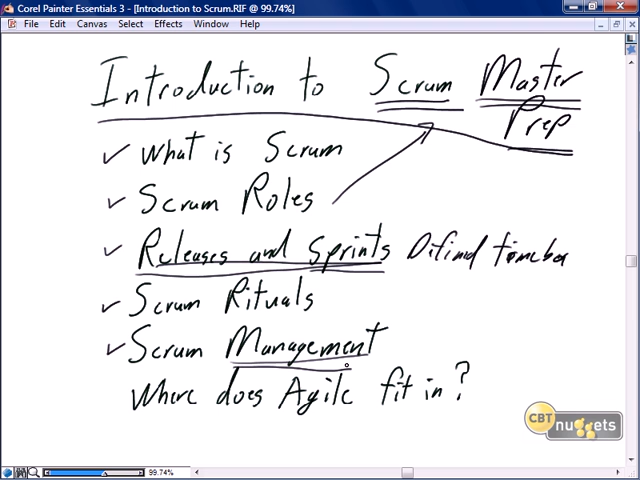 Corel Painter Essentials 3 - [Introduction to Scrum.RIF @ 99.74%]
File Edit Canvas Select Effects Window Help
Introduction to Scrum Master
Prep
✓ What is Scrum
✓ Scrum Roles
✓ Releases and Sprints Difined timebox
✓ Scrum Rituals
✓ Scrum Management
Where does Agile fit in?
CBT nuggets
99.74%